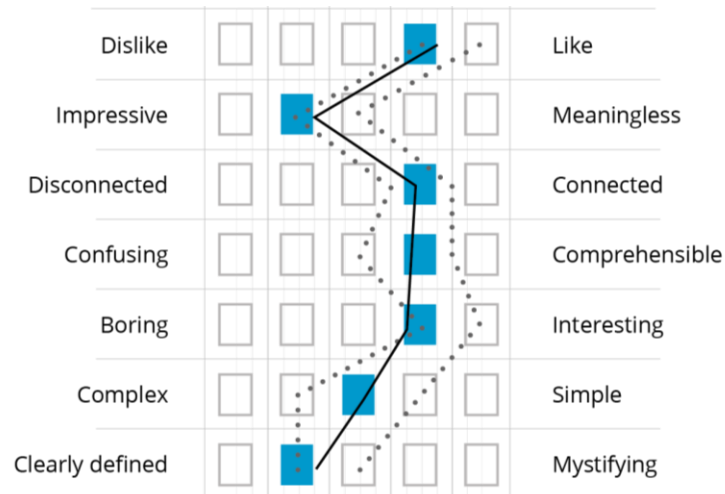 Dislike Like
Impressive Meaningless
Disconnected Connected
Confusing Comprehensible
Boring Interesting
Complex Simple
Clearly defined Mystifying